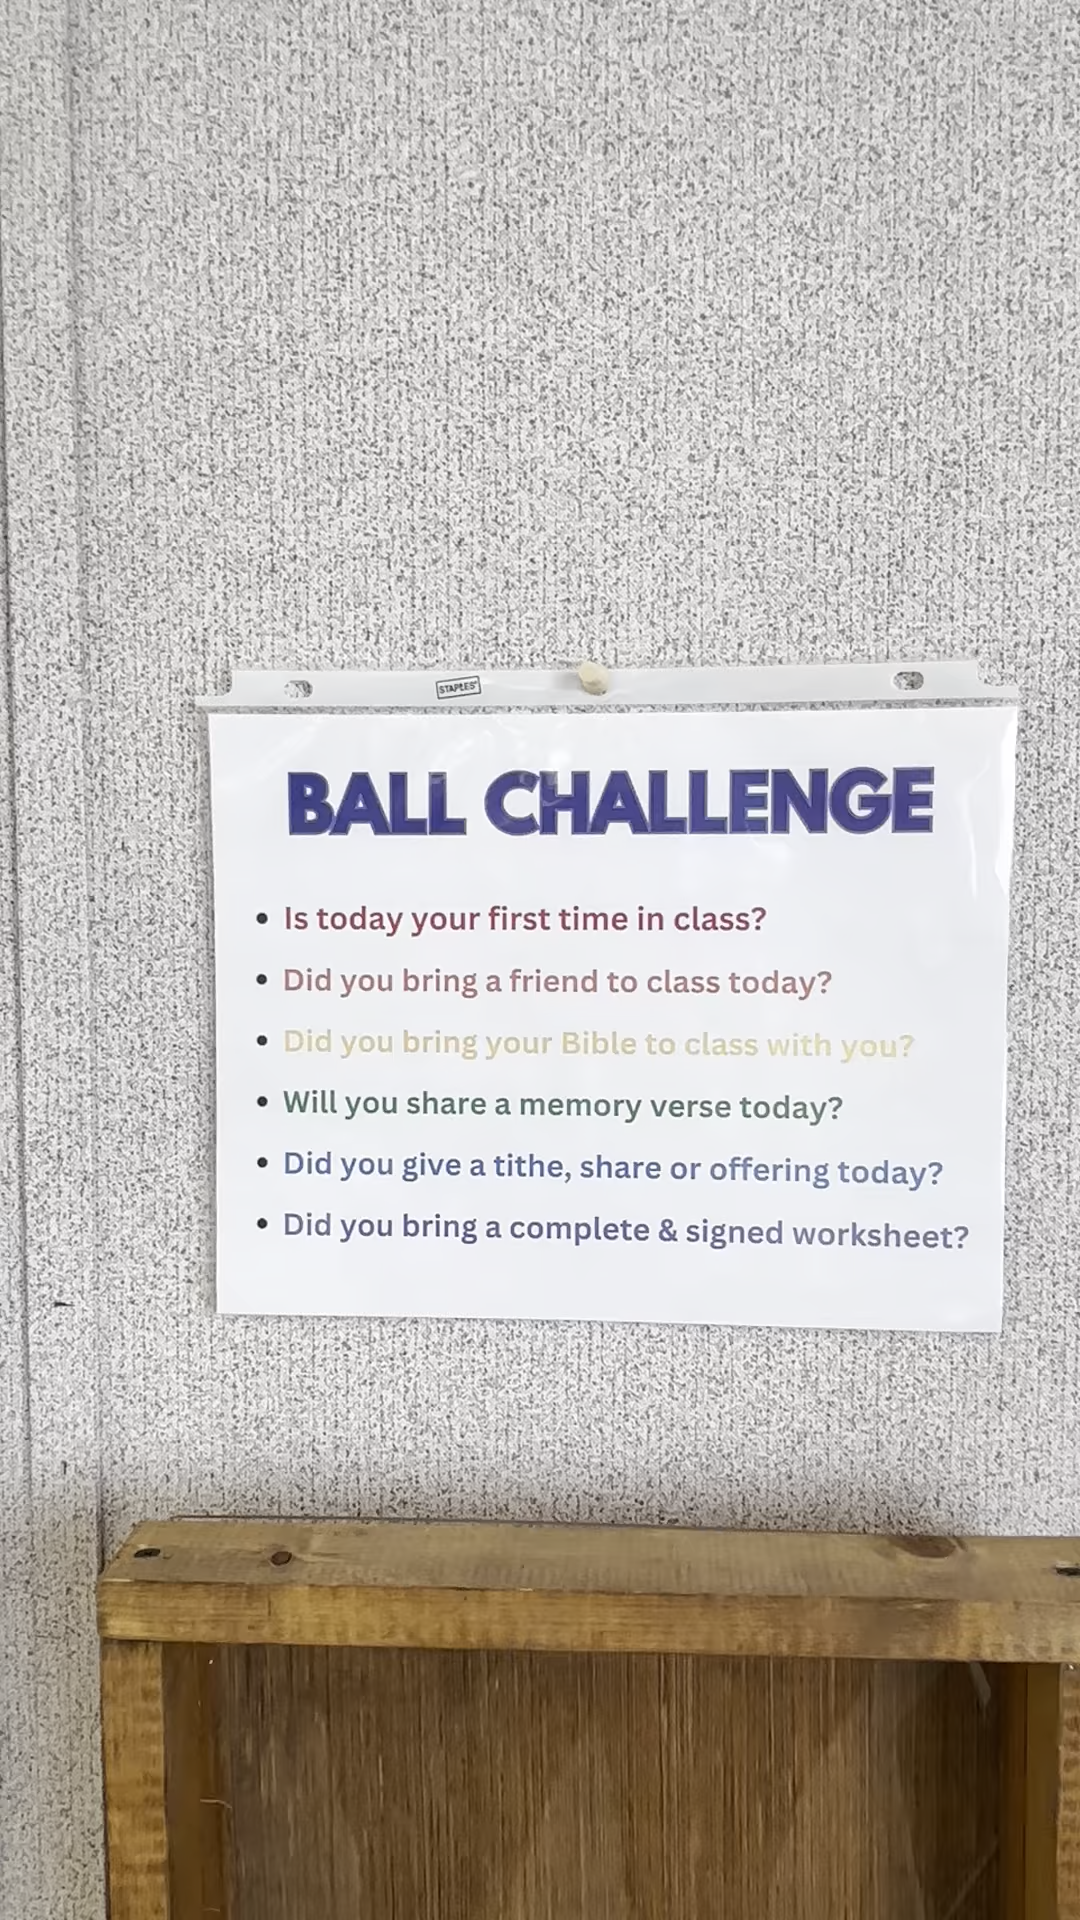 STAPLES
BALL CHALLENGE
• Is today your first time in class?
• Did you bring a friend to class today?
• Did you bring your Bible to class with you?
• Will you share a memory verse today?
• Did you give a tithe, share or offering today?
• Did you bring a complete & signed worksheet?